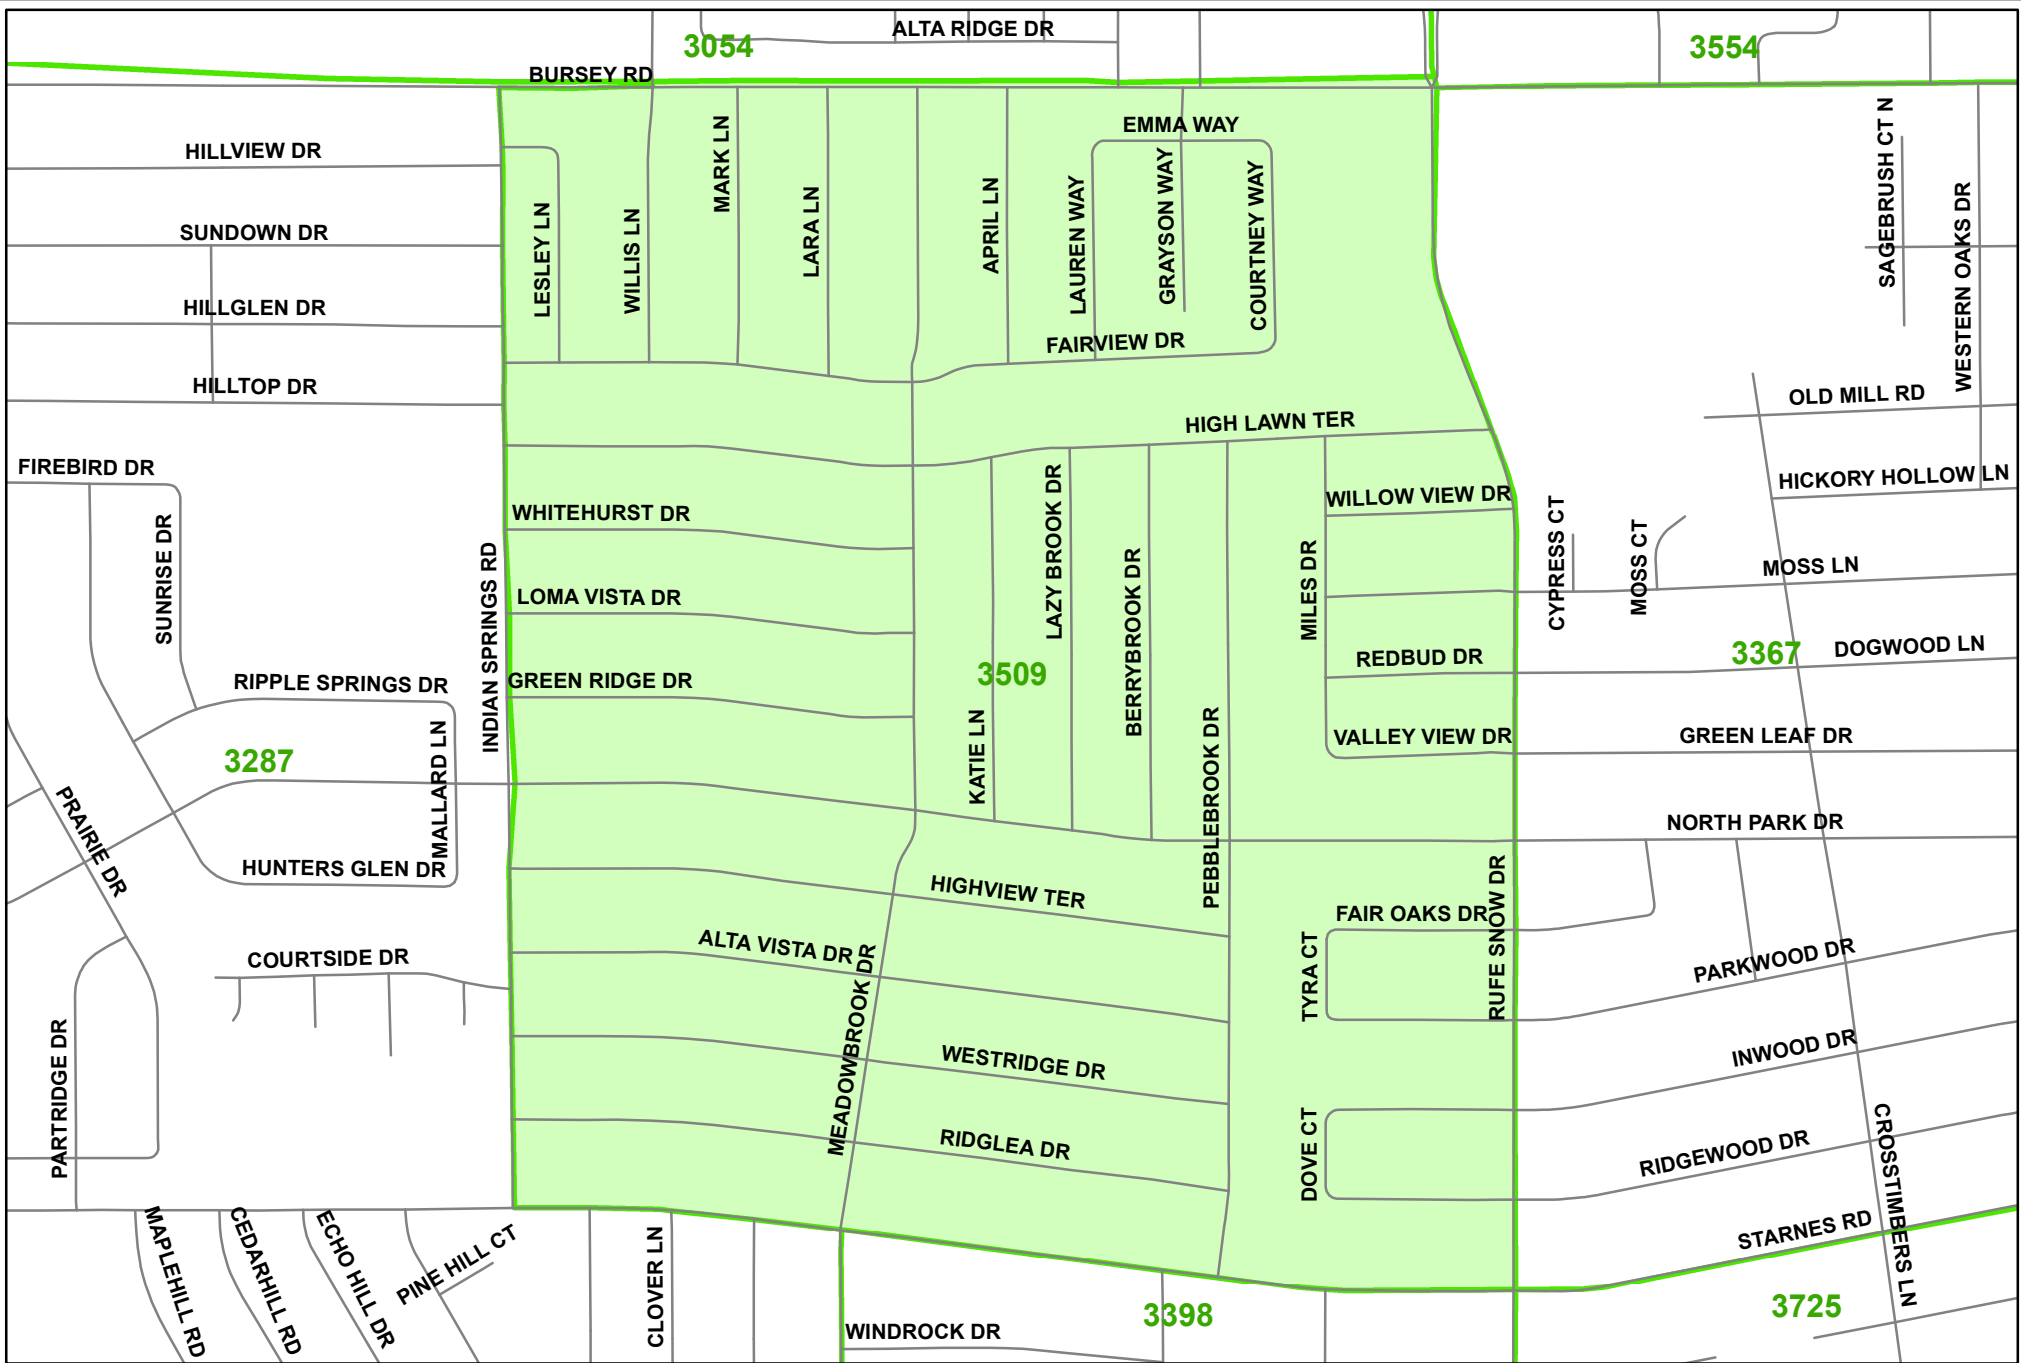 ALTA RIDGE DR
3054
3554
BURSEY RD
HILLVIEW DR
SUNDOWN DR
HILLGLEN DR
HILLTOP DR
LESLEY LN
WILLIS LN
MARK LN
LARA LN
APRIL LN
LAUREN WAY
EMMA WAY
GRAYSON WAY
COURTNEY WAY
FAIRVIEW DR
SAGEBRUSH CT N
WESTERN OAKS DR
OLD MILL RD
HIGH LAWN TER
FIREBIRD DR
SUNRISE DR
INDIAN SPRINGS RD
WHITEHURST DR
LOMA VISTA DR
GREEN RIDGE DR
LAZY BROOK DR
BERRYBROOK DR
KATIE LN
3509
PEBBLEBROOK DR
MILES DR
WILLOW VIEW DR
REDBUD DR
VALLEY VIEW DR
HICKORY HOLLOW LN
CYPRESS CT
MOSS CT
MOSS LN
3367
DOGWOOD LN
GREEN LEAF DR
NORTH PARK DR
RIPPLE SPRINGS DR
3287
MALLARD LN
HUNTERS GLEN DR
PRAIRIE DR
COURTSIDE DR
PARTRIDGE DR
HIGHVIEW TER
ALTA VISTA DR
MEADOWBROOK DR
WESTRIDGE DR
RIDGLEA DR
FAIR OAKS DR
TYRA CT
RUFE SNOW DR
DOVE CT
PARKWOOD DR
INWOOD DR
RIDGEWOOD DR
CROSSTIMBERS LN
STARNES RD
MAPLEHILL RD
CEDARHILL RD
ECHO HILL DR
PINE HILL CT
CLOVER LN
WINDROCK DR
3398
3725